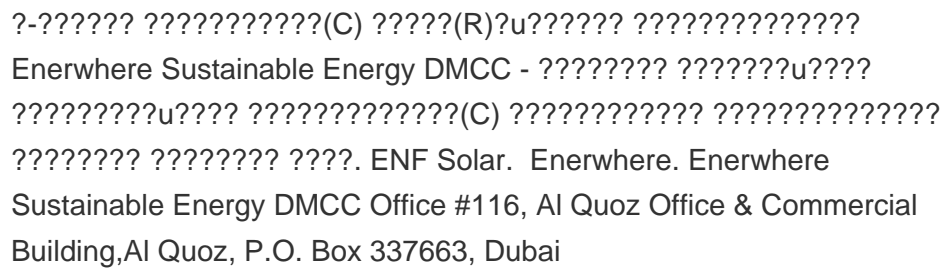 ?-?????? ???????????(C) ?????(R)?u?????? ??????????????
Enerwhere Sustainable Energy DMCC - ???????? ???????u????
?????????u???? ?????????????(C) ???????????? ??????????????
???????? ???????? ????. ENF Solar.  Enerwhere. Enerwhere
Sustainable Energy DMCC Office #116, Al Quoz Office & Commercial
Building,Al Quoz, P.O. Box 337663, Dubai